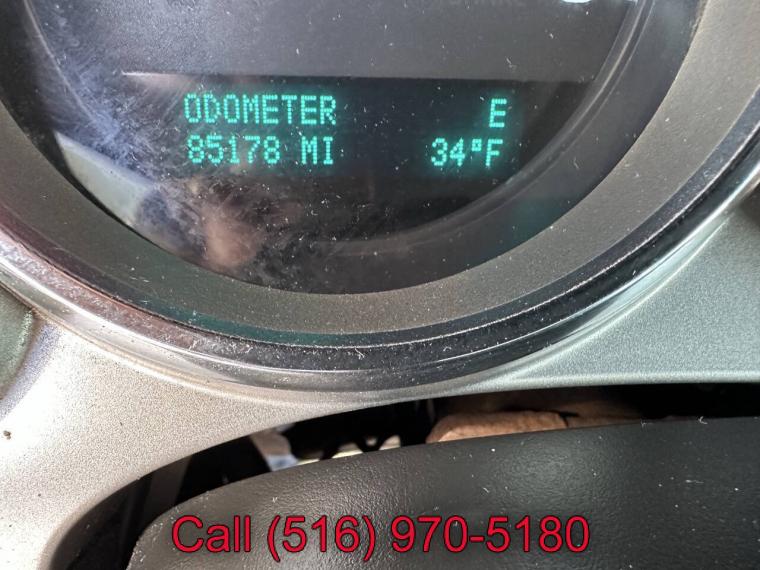 ODOMETER E
85178 MI 34°F
Call (516) 970-5180